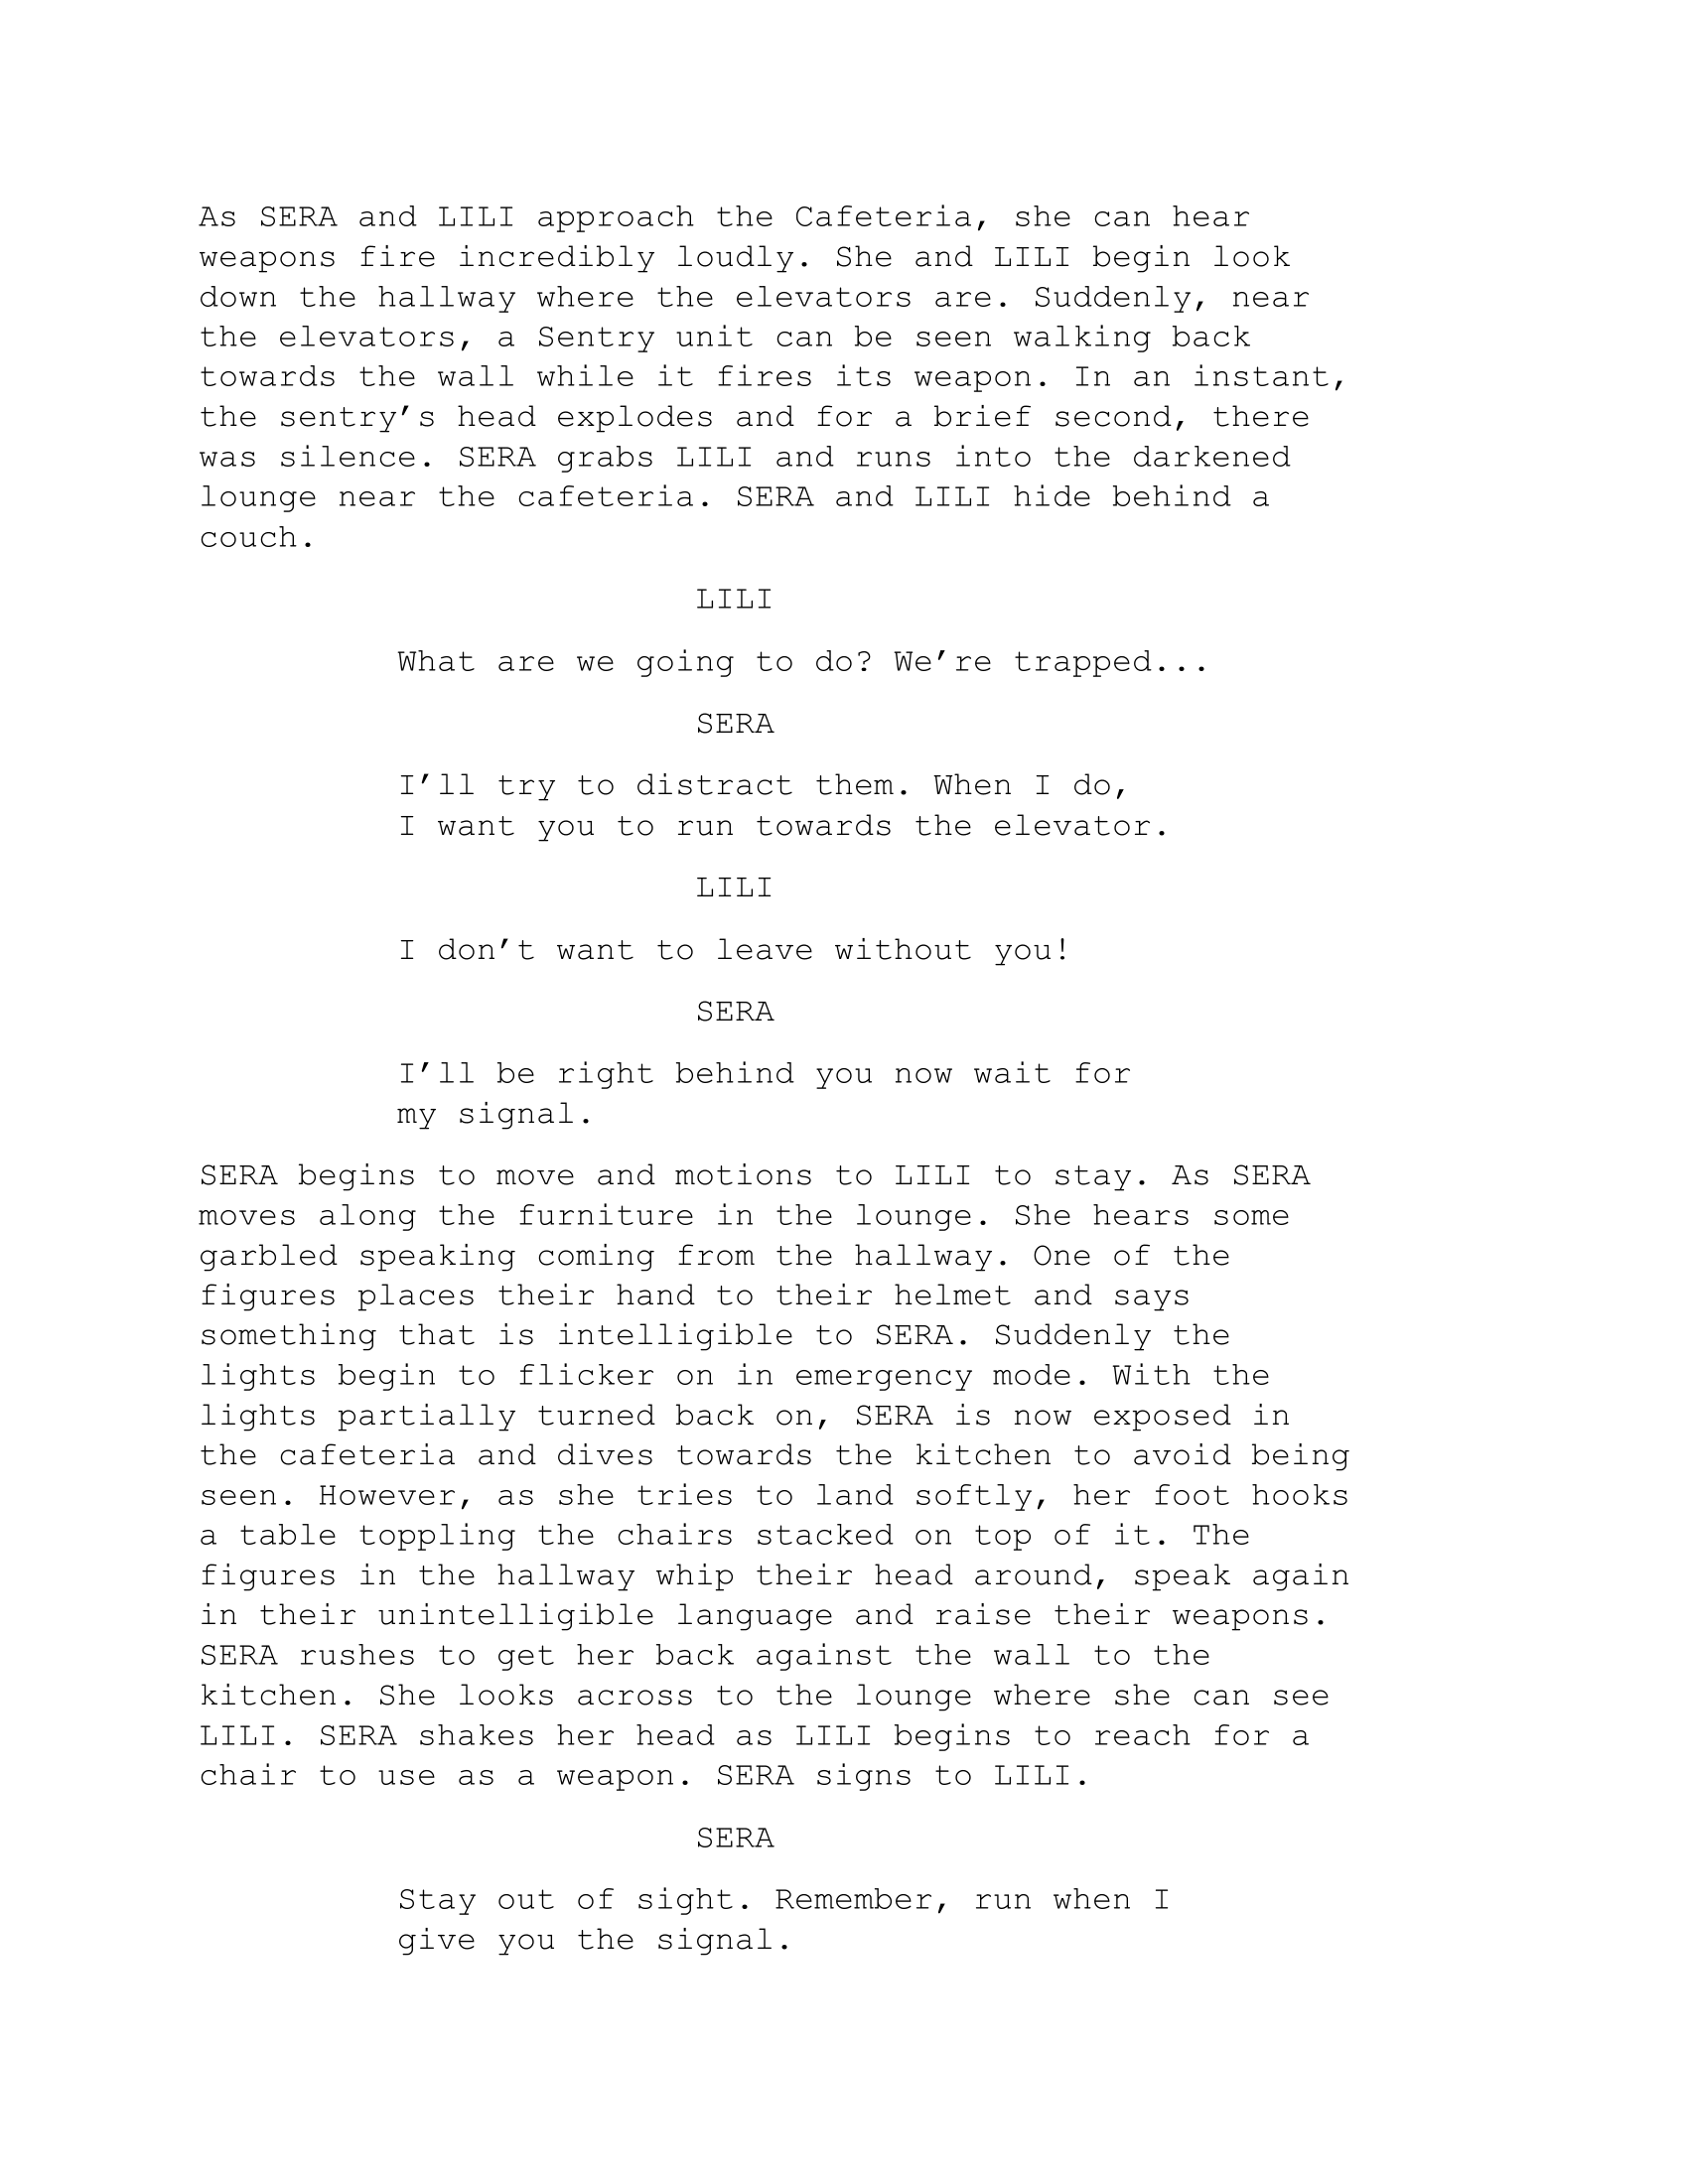 As SERA and LILI approach the Cafeteria, she can hear
weapons fire incredibly loudly. She and LILI begin look
down the hallway where the elevators are. Suddenly, near
the elevators, a Sentry unit can be seen walking back
towards the wall while it fires its weapon. In an instant,
the sentry’s head explodes and for a brief second, there
was silence. SERA grabs LILI and runs into the darkened
lounge near the cafeteria. SERA and LILI hide behind a
couch.
LILI
What are we going to do? We’re trapped...
SERA
I’ll try to distract them. When I do,
I want you to run towards the elevator.
LILI
I don’t want to leave without you!
SERA
I’ll be right behind you now wait for
my signal.
SERA begins to move and motions to LILI to stay. As SERA
moves along the furniture in the lounge. She hears some
garbled speaking coming from the hallway. One of the
figures places their hand to their helmet and says
something that is intelligible to SERA. Suddenly the
lights begin to flicker on in emergency mode. With the
lights partially turned back on, SERA is now exposed in
the cafeteria and dives towards the kitchen to avoid being
seen. However, as she tries to land softly, her foot hooks
a table toppling the chairs stacked on top of it. The
figures in the hallway whip their head around, speak again
in their unintelligible language and raise their weapons.
SERA rushes to get her back against the wall to the
kitchen. She looks across to the lounge where she can see
LILI. SERA shakes her head as LILI begins to reach for a
chair to use as a weapon. SERA signs to LILI.
SERA
Stay out of sight. Remember, run when I
give you the signal.